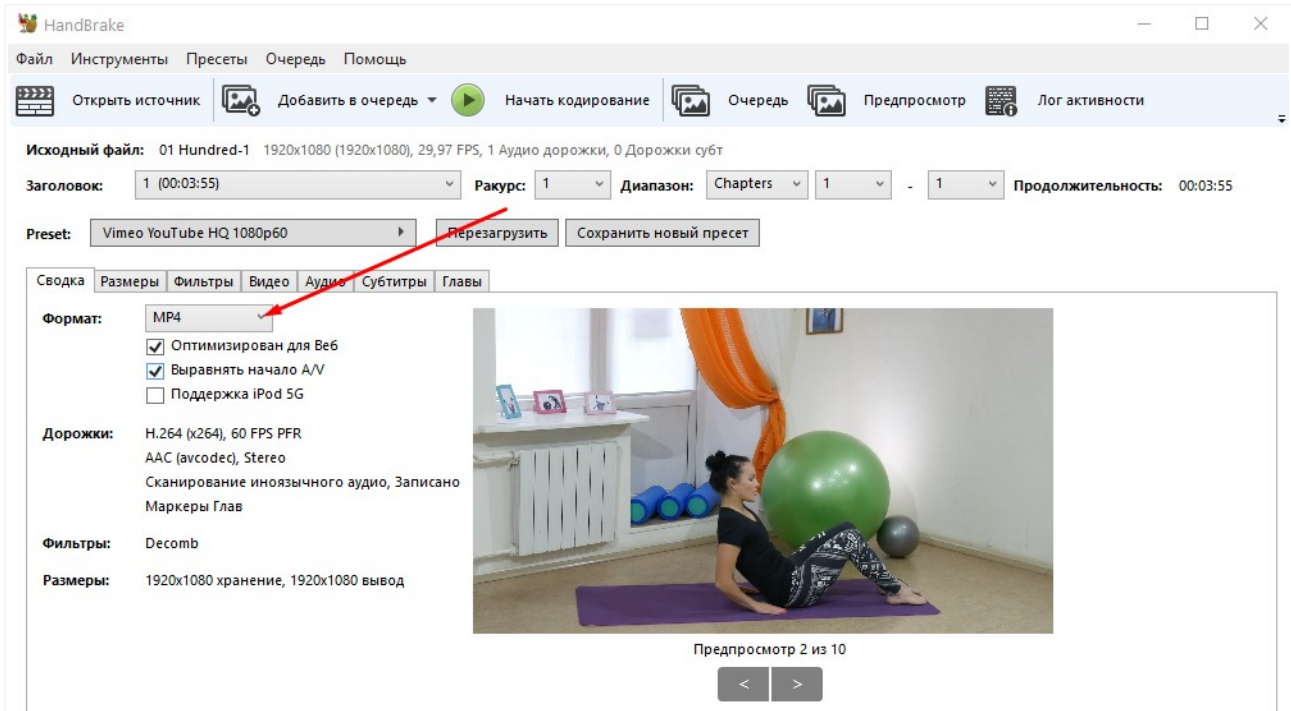 HandBrake
Файл Инструменты Пресеты Очередь Помощь
Открыть источник Добавить в очередь Начать кодирование Очередь Предпросмотр Лог активности
Исходный файл: 01 Hundred-1 1920x1080 (1920x1080), 29,97 FPS, 1 Аудио дорожки, 0 Дорожки субт
Заголовок: 1 (00:03:55) Ракурс: 1 Диапазон: Chapters 1 - 1 Продолжительность: 00:03:55
Preset: Vimeo YouTube HQ 1080p60 Перезагрузить Сохранить новый пресет
Сводка Размеры Фильтры Видео Аудио Субтитры Главы
Формат: MP4
Оптимизирован для Веб
Выравнять начало A/V
Поддержка iPod 5G
Дорожки: H.264 (x264), 60 FPS PFR
AAC (avcodec), Stereo
Сканирование иноязычного аудио, Записано
Маркеры Глав
Фильтры: Decomb
Размеры: 1920x1080 хранение, 1920x1080 вывод
Предпросмотр 2 из 10
< >